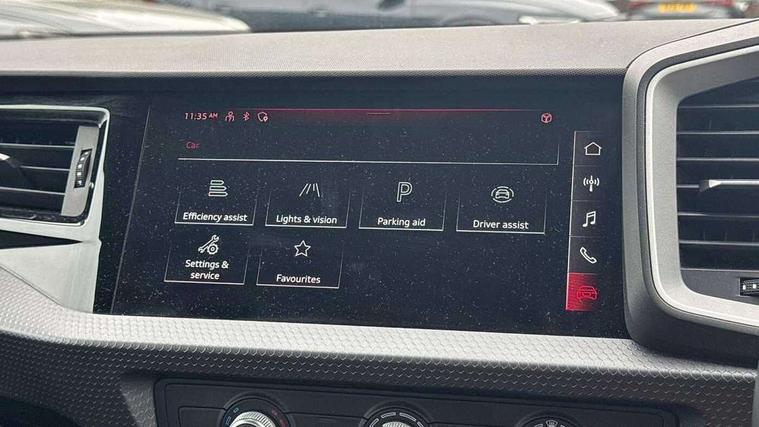 11:35 AM
Car
Efficiency assist
Lights & vision
P
Parking aid
Driver assist
Settings &
service
Favourites